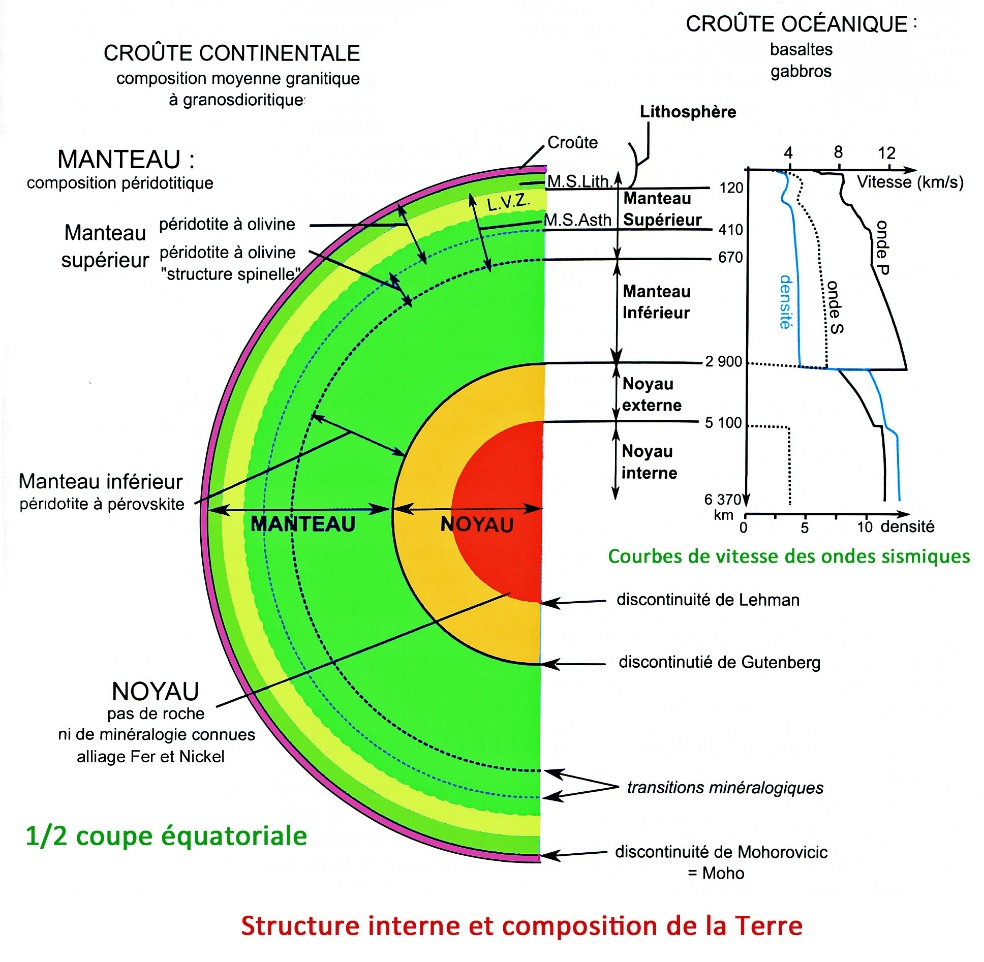 CROÛTE OCÉANIQUE :
basaltes
gabbros
CROÛTE CONTINENTALE
composition moyenne granitique
à granosdioritique
Lithosphère
Croûte
MANTEAU :
composition péridotitique
Manteau
supérieur
péridotite à olivine
péridotite à olivine
"structure spinelle"
M.S.Lith.
L.V.Z.
M.S.Asth
Manteau
Supérieur
Manteau
Inférieur
Noyau
externe
Noyau
interne
120
410
670
2 900
5 100
6 370
km
4 8 12
Vitesse (km/s)
onde P
onde S
densité
0 5 10 densité
Courbes de vitesse des ondes sismiques
Manteau inférieur
péridotite à pérovskite
MANTEAU
NOYAU
discontinuité de Lehman
discontinutié de Gutenberg
NOYAU
pas de roche
ni de minéralogie connues
alliage Fer et Nickel
transitions minéralogiques
1/2 coupe équatoriale
discontinuité de Mohorovicic
= Moho
Structure interne et composition de la Terre